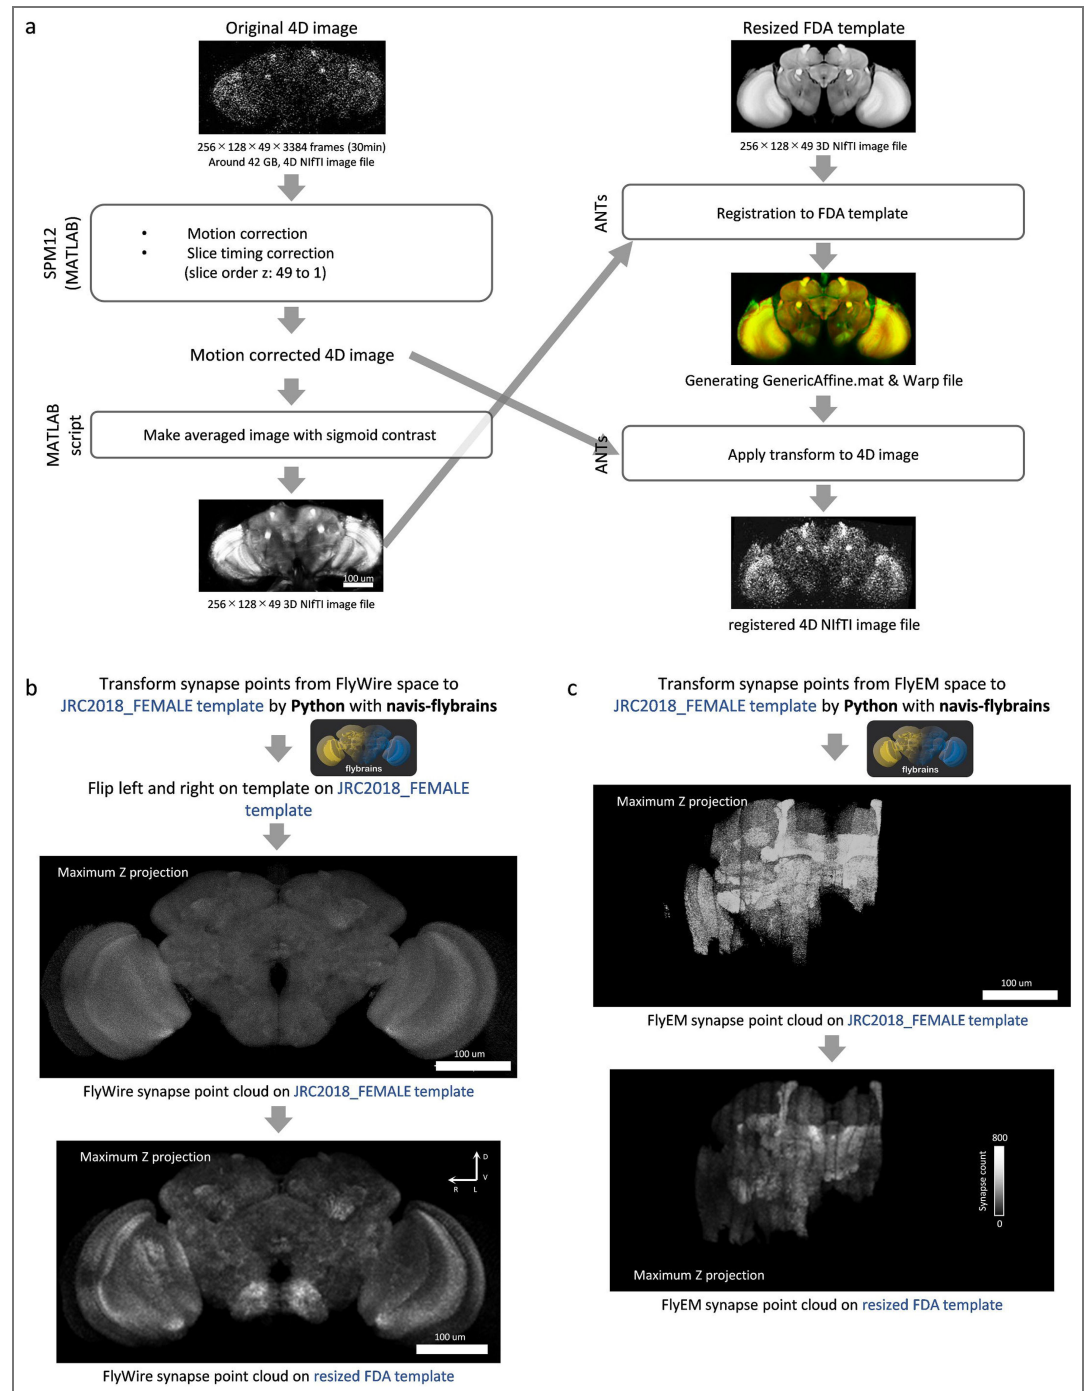 a
Original 4D image
256 × 128 × 49 × 3384 frames (30min)
Around 42 GB, 4D NIfTI image file
SPM12
(MATLAB)
• Motion correction
• Slice timing correction
(slice order z: 49 to 1)
Motion corrected 4D image
MATLAB
script
Make averaged image with sigmoid contrast
100 um
256 × 128 × 49 3D NIfTI image file
Resized FDA template
256 × 128 × 49 3D NIfTI image file
ANTs
Registration to FDA template
Generating GenericAffine.mat & Warp file
ANTs
Apply transform to 4D image
registered 4D NIfTI image file
b
Transform synapse points from FlyWire space to
JRC2018_FEMALE template by Python with navis-flybrains
flybrains
Flip left and right on template on JRC2018_FEMALE
template
Maximum Z projection
100 um
FlyWire synapse point cloud on JRC2018_FEMALE template
Maximum Z projection
D
V
R L
100 um
FlyWire synapse point cloud on resized FDA template
c
Transform synapse points from FlyEM space to
JRC2018_FEMALE template by Python with navis-flybrains
flybrains
Maximum Z projection
100 um
FlyEM synapse point cloud on JRC2018_FEMALE template
800
Synapse count
0
Maximum Z projection
FlyEM synapse point cloud on resized FDA template